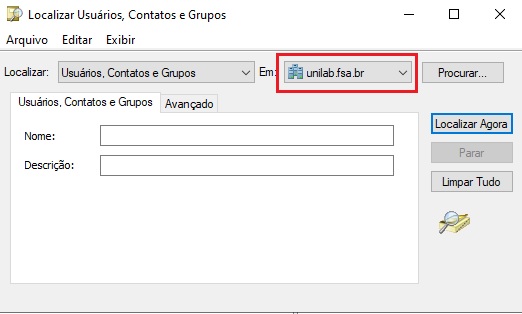 Localizar Usuários, Contatos e Grupos
Arquivo Editar Exibir
Localizar: Usuários, Contatos e Grupos Em: unilab.fsa.br Procurar...
Usuários, Contatos e Grupos Avançado
Localizar Agora
Nome:
Parar
Descrição:
Limpar Tudo